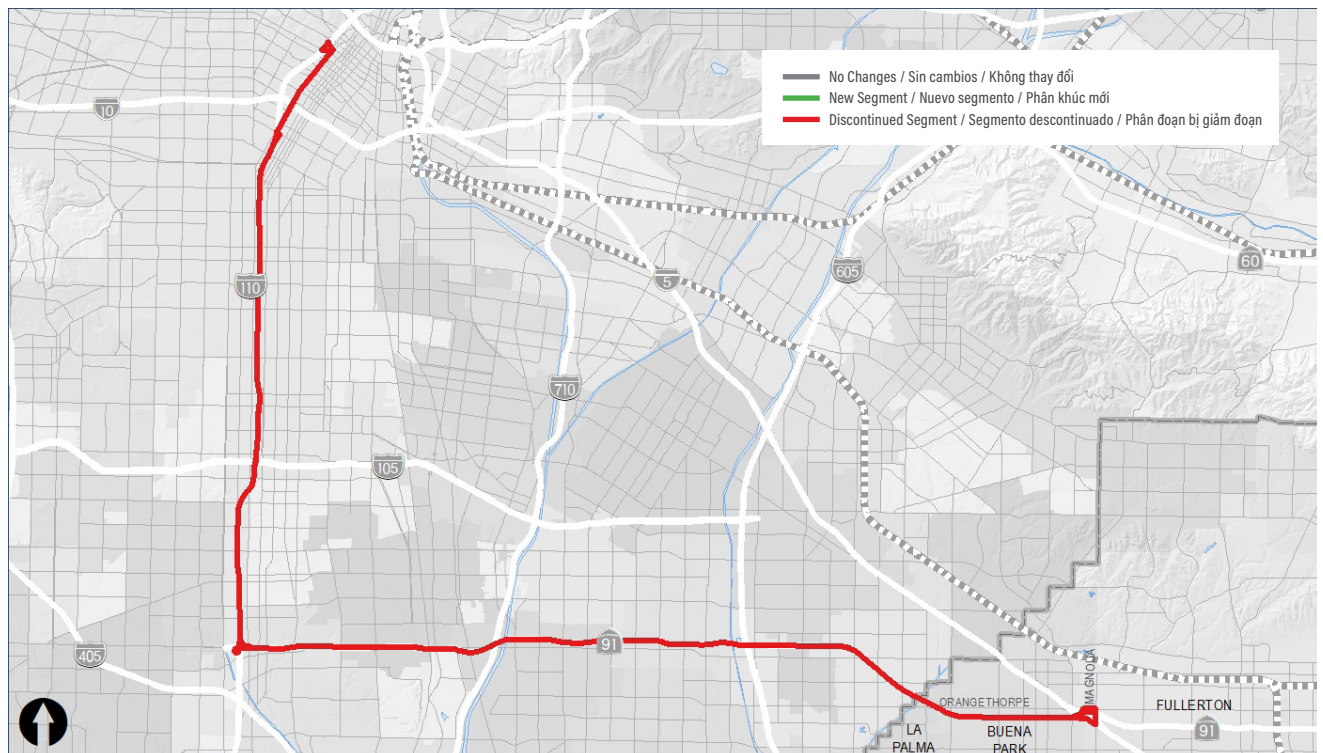 No Changes / Sin cambios / Không thay đổi
New Segment / Nuevo segmento / Phân khúc mới
Discontinued Segment / Segmento descontinuado / Phân đoạn bị giảm đoạn
10
60
605
5
110
710
105
91
405
MAGNOLIA
ORANGETHORPE
FULLERTON
91
LA
PALMA
BUENA
PARK